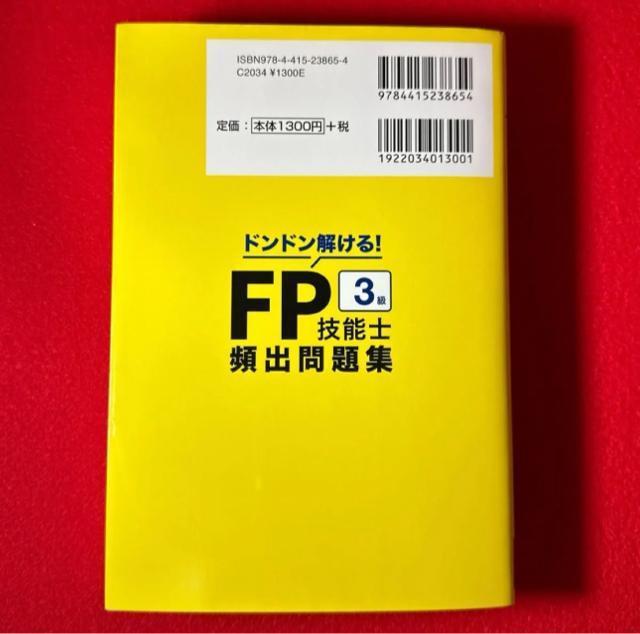 ISBN978-4-415-23865-4
C2034 ¥1300E
9784415238654
定価：本体1300円+税
1922034013001
ドンドン解ける!
FP 3級
技能士
頻出問題集